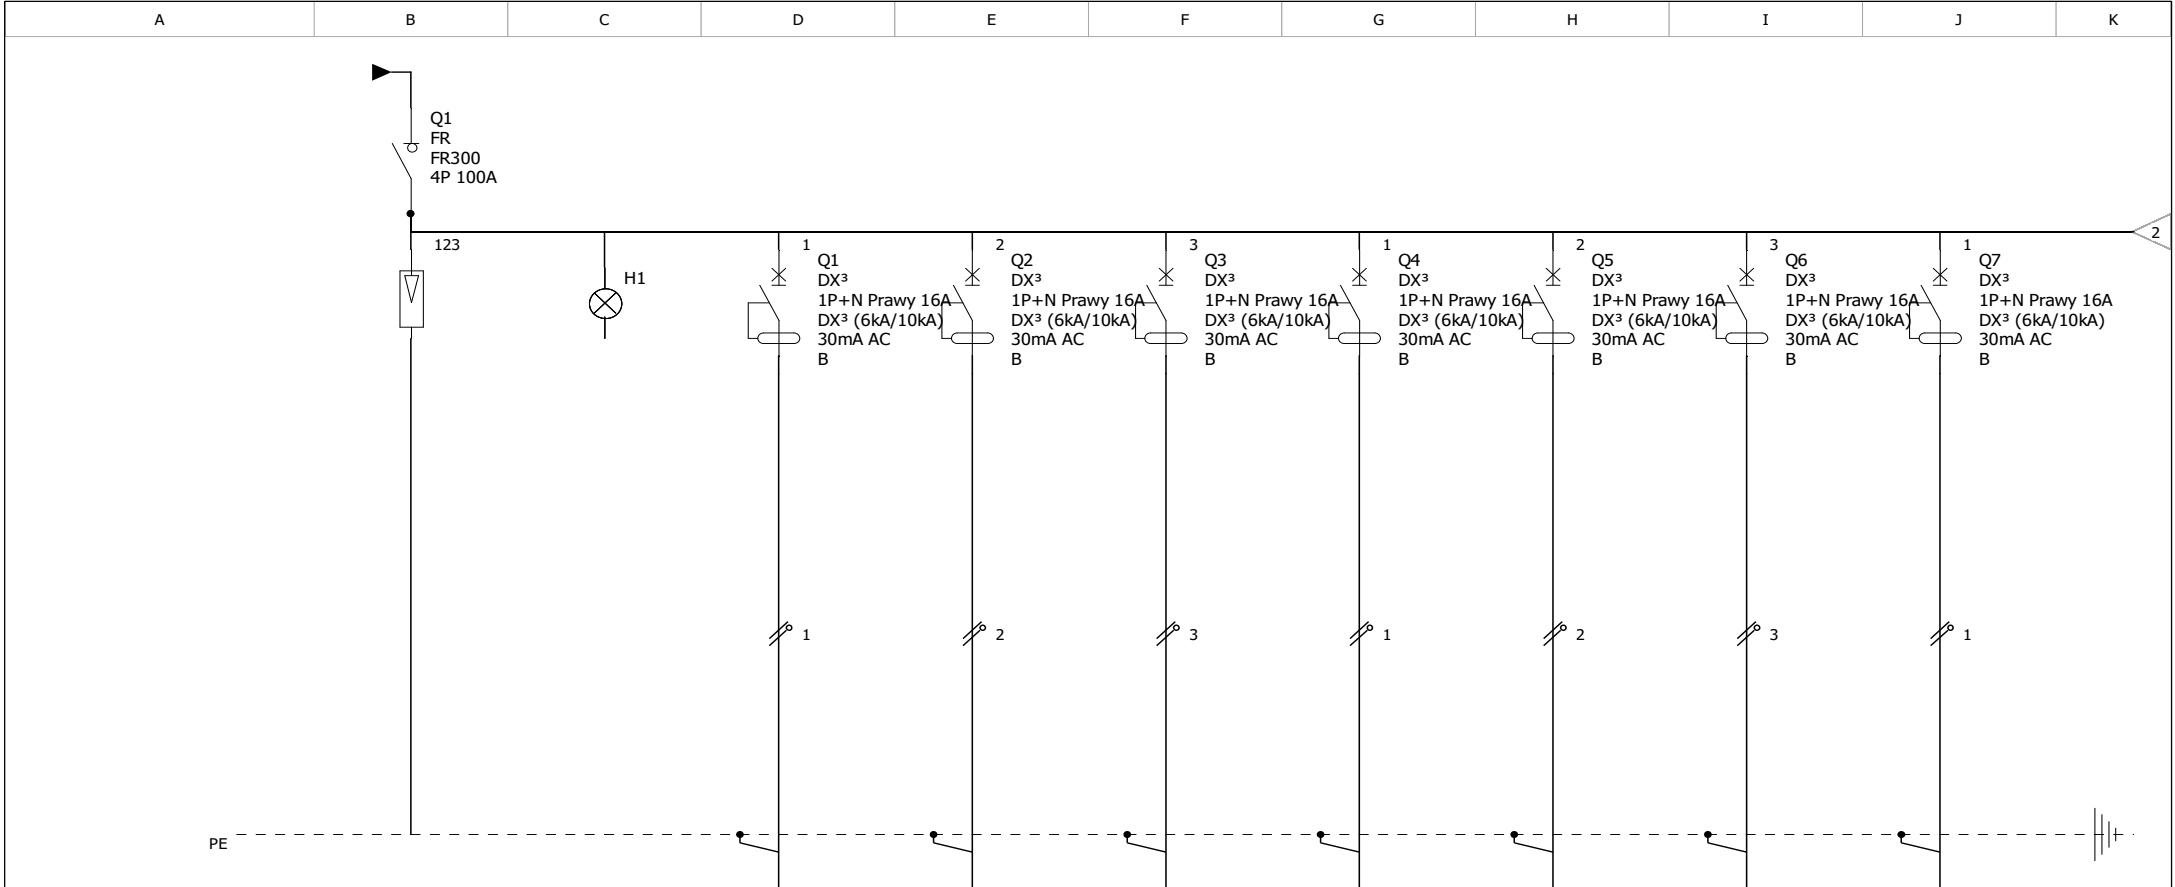 A
B
C
D
E
F
G
H
I
J
K
Q1
FR
FR300
4P 100A
2
123
H1
1
Q1
DX³
1P+N Prawy 16A
DX³ (6kA/10kA)
30mA AC
B
2
Q2
DX³
1P+N Prawy 16A
DX³ (6kA/10kA)
30mA AC
B
3
Q3
DX³
1P+N Prawy 16A
DX³ (6kA/10kA)
30mA AC
B
1
Q4
DX³
1P+N Prawy 16A
DX³ (6kA/10kA)
30mA AC
B
2
Q5
DX³
1P+N Prawy 16A
DX³ (6kA/10kA)
30mA AC
B
3
Q6
DX³
1P+N Prawy 16A
DX³ (6kA/10kA)
30mA AC
B
1
Q7
DX³
1P+N Prawy 16A
DX³ (6kA/10kA)
30mA AC
B
1
2
3
1
2
3
1
PE